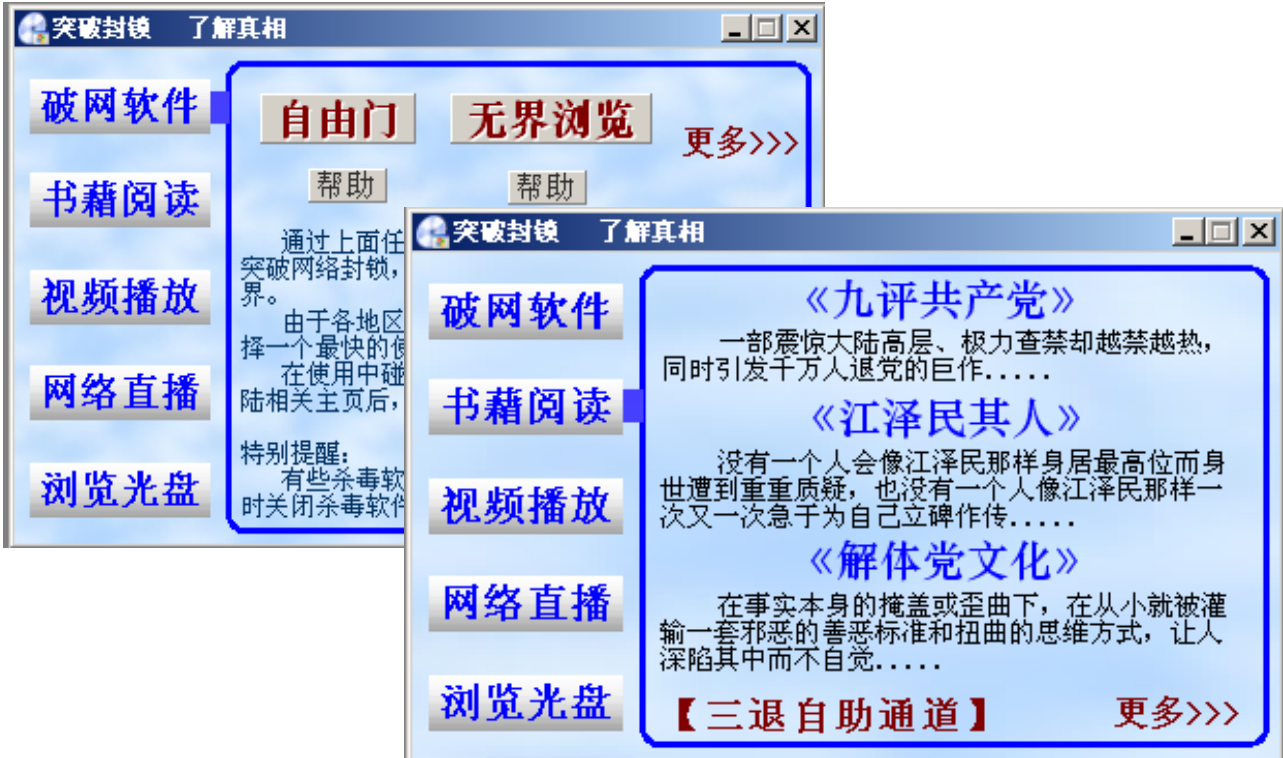 突破封锁 了解真相
破网软件
书藉阅读
视频播放
网络直播
浏览光盘
自由门 无界浏览 更多>>>
帮助 帮助
通过上面任
突破网络封锁，
界。
由于各地区
择一个最快的使
在使用中碰
陆相关主页后，
特别提醒：
有些杀毒软
时关闭杀毒软件
突破封锁 了解真相
破网软件
书藉阅读
视频播放
网络直播
浏览光盘
《九评共产党》
一部震惊大陆高层、极力查禁却越禁越热，
同时引发千万人退党的巨作.....
《江泽民其人》
没有一个人会像江泽民那样身居最高位而身
世遭到重重质疑，也没有一个人像江泽民那样一
次又一次急于为自己立碑作传.....
《解体党文化》
在事实本身的掩盖或歪曲下，在从小就被灌
输一套邪恶的善恶标准和扭曲的思维方式，让人
深陷其中而不自觉.....
【三退自助通道】 更多>>>